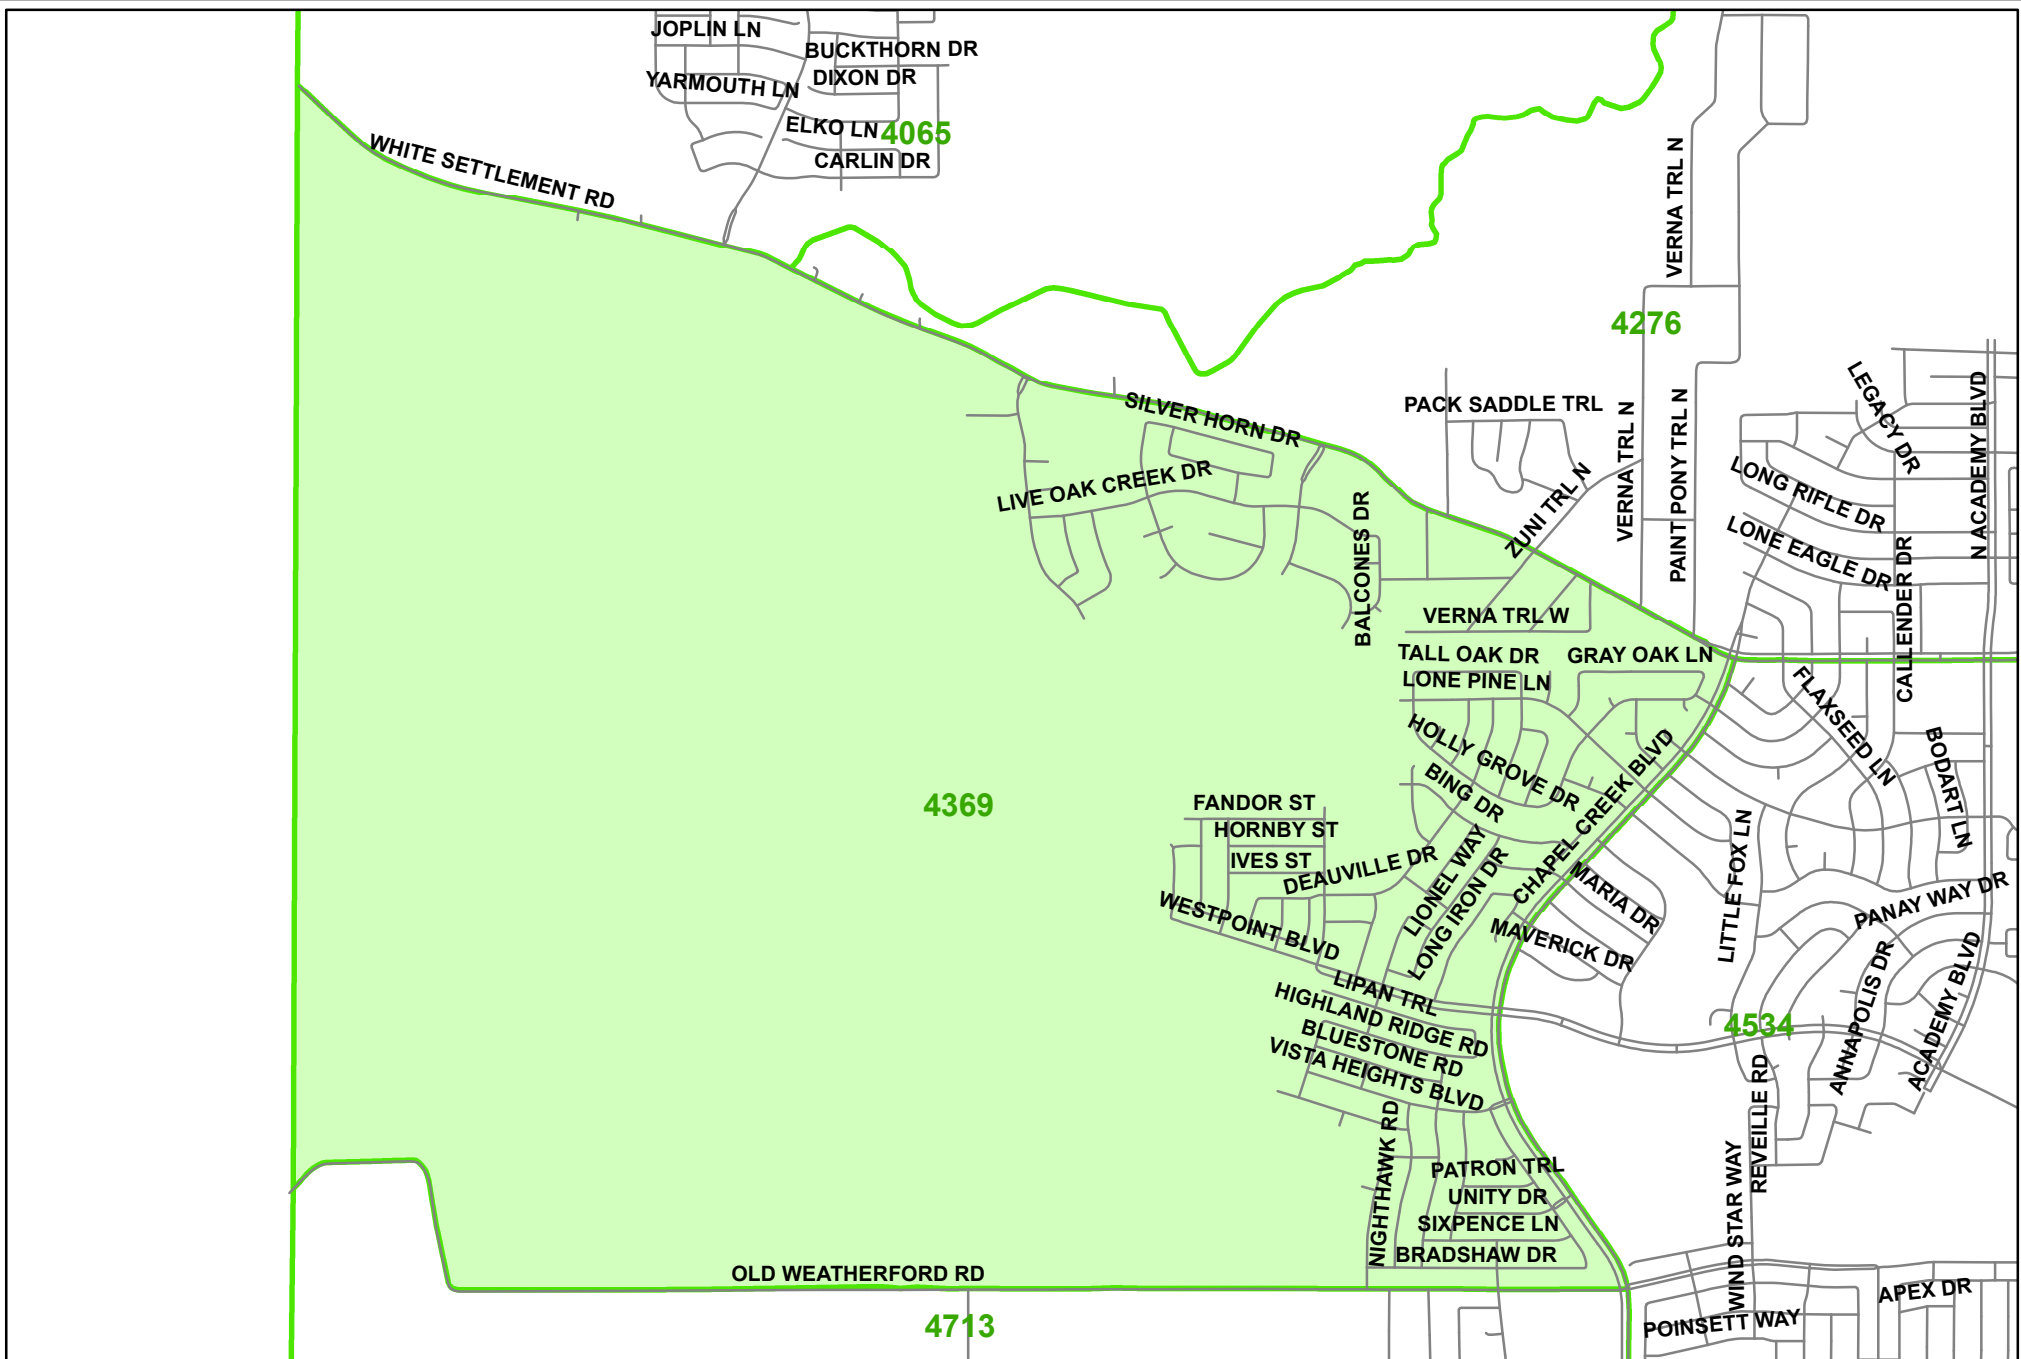 JOPLIN LN
BUCKTHORN DR
DIXON DR
YARMOUTH LN
ELKO LN
4065
CARLIN DR
WHITE SETTLEMENT RD
VERNA TRL N
4276
SILVER HORN DR
PACK SADDLE TRL
LEGACY DR
N ACADEMY BLVD
LIVE OAK CREEK DR
VERNA TRL N
PAINT PONY TRL N
LONG RIFLE DR
ZUNI TRL N
LONE EAGLE DR
BALCONES DR
CALLENDER DR
VERNA TRL W
TALL OAK DR
GRAY OAK LN
LONE PINE LN
FLAXSEED LN
HOLLY GROVE DR
BODART LN
BING DR
CHAPEL CREEK BLVD
4369
FANDOR ST
HORNBY ST
IVES ST
DEAUVILLE DR
LIONEL WAY
LONG IRON DR
MARIA DR
LITTLE FOX LN
PANAY WAY DR
WESTPOINT BLVD
MAVERICK DR
LIPAN TRL
HIGHLAND RIDGE RD
BLUESTONE RD
VISTA HEIGHTS BLVD
4534
ANNAPOLIS DR
ACADEMY BLVD
REVEILLE RD
NIGHTHAWK RD
PATRON TRL
UNITY DR
SIXPENCE LN
BRADSHAW DR
WIND STAR WAY
OLD WEATHERFORD RD
APEX DR
4713
POINSETT WAY